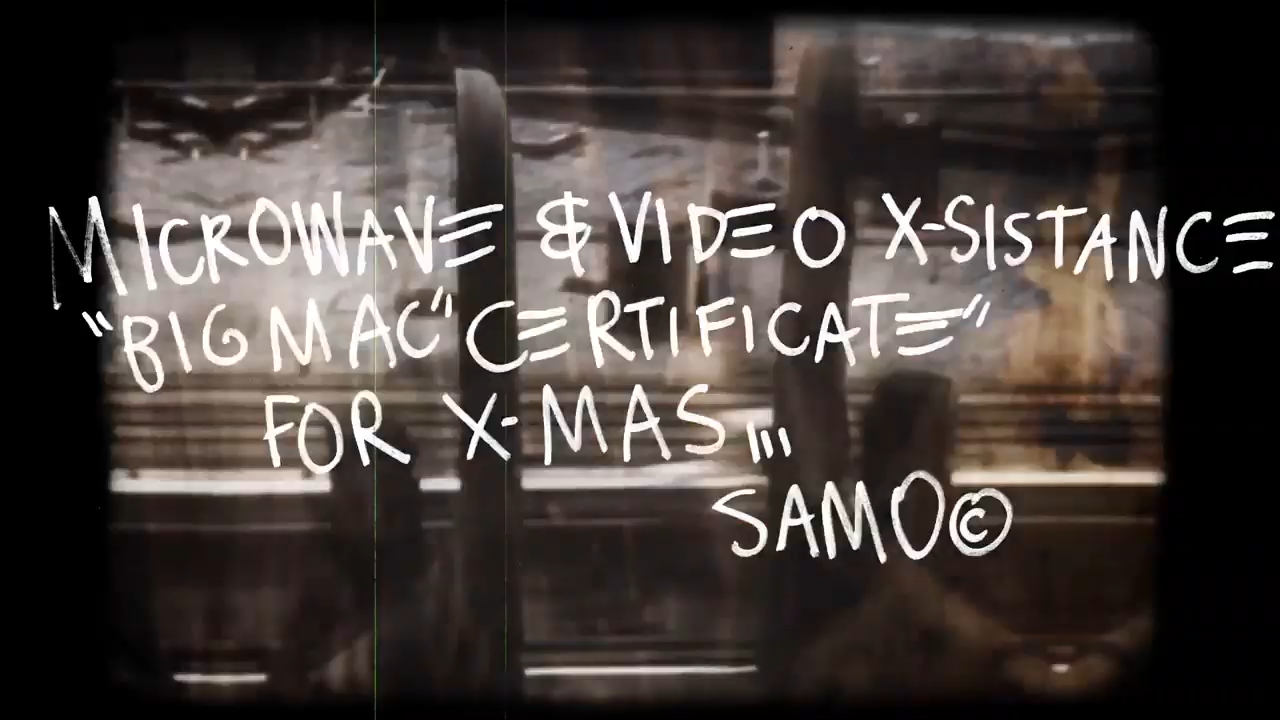 MICROWAVE & VIDEO X-SISTANCE
"BIG MAC" CERTIFICATE"
FOR X-MAS,,,
SAMO©